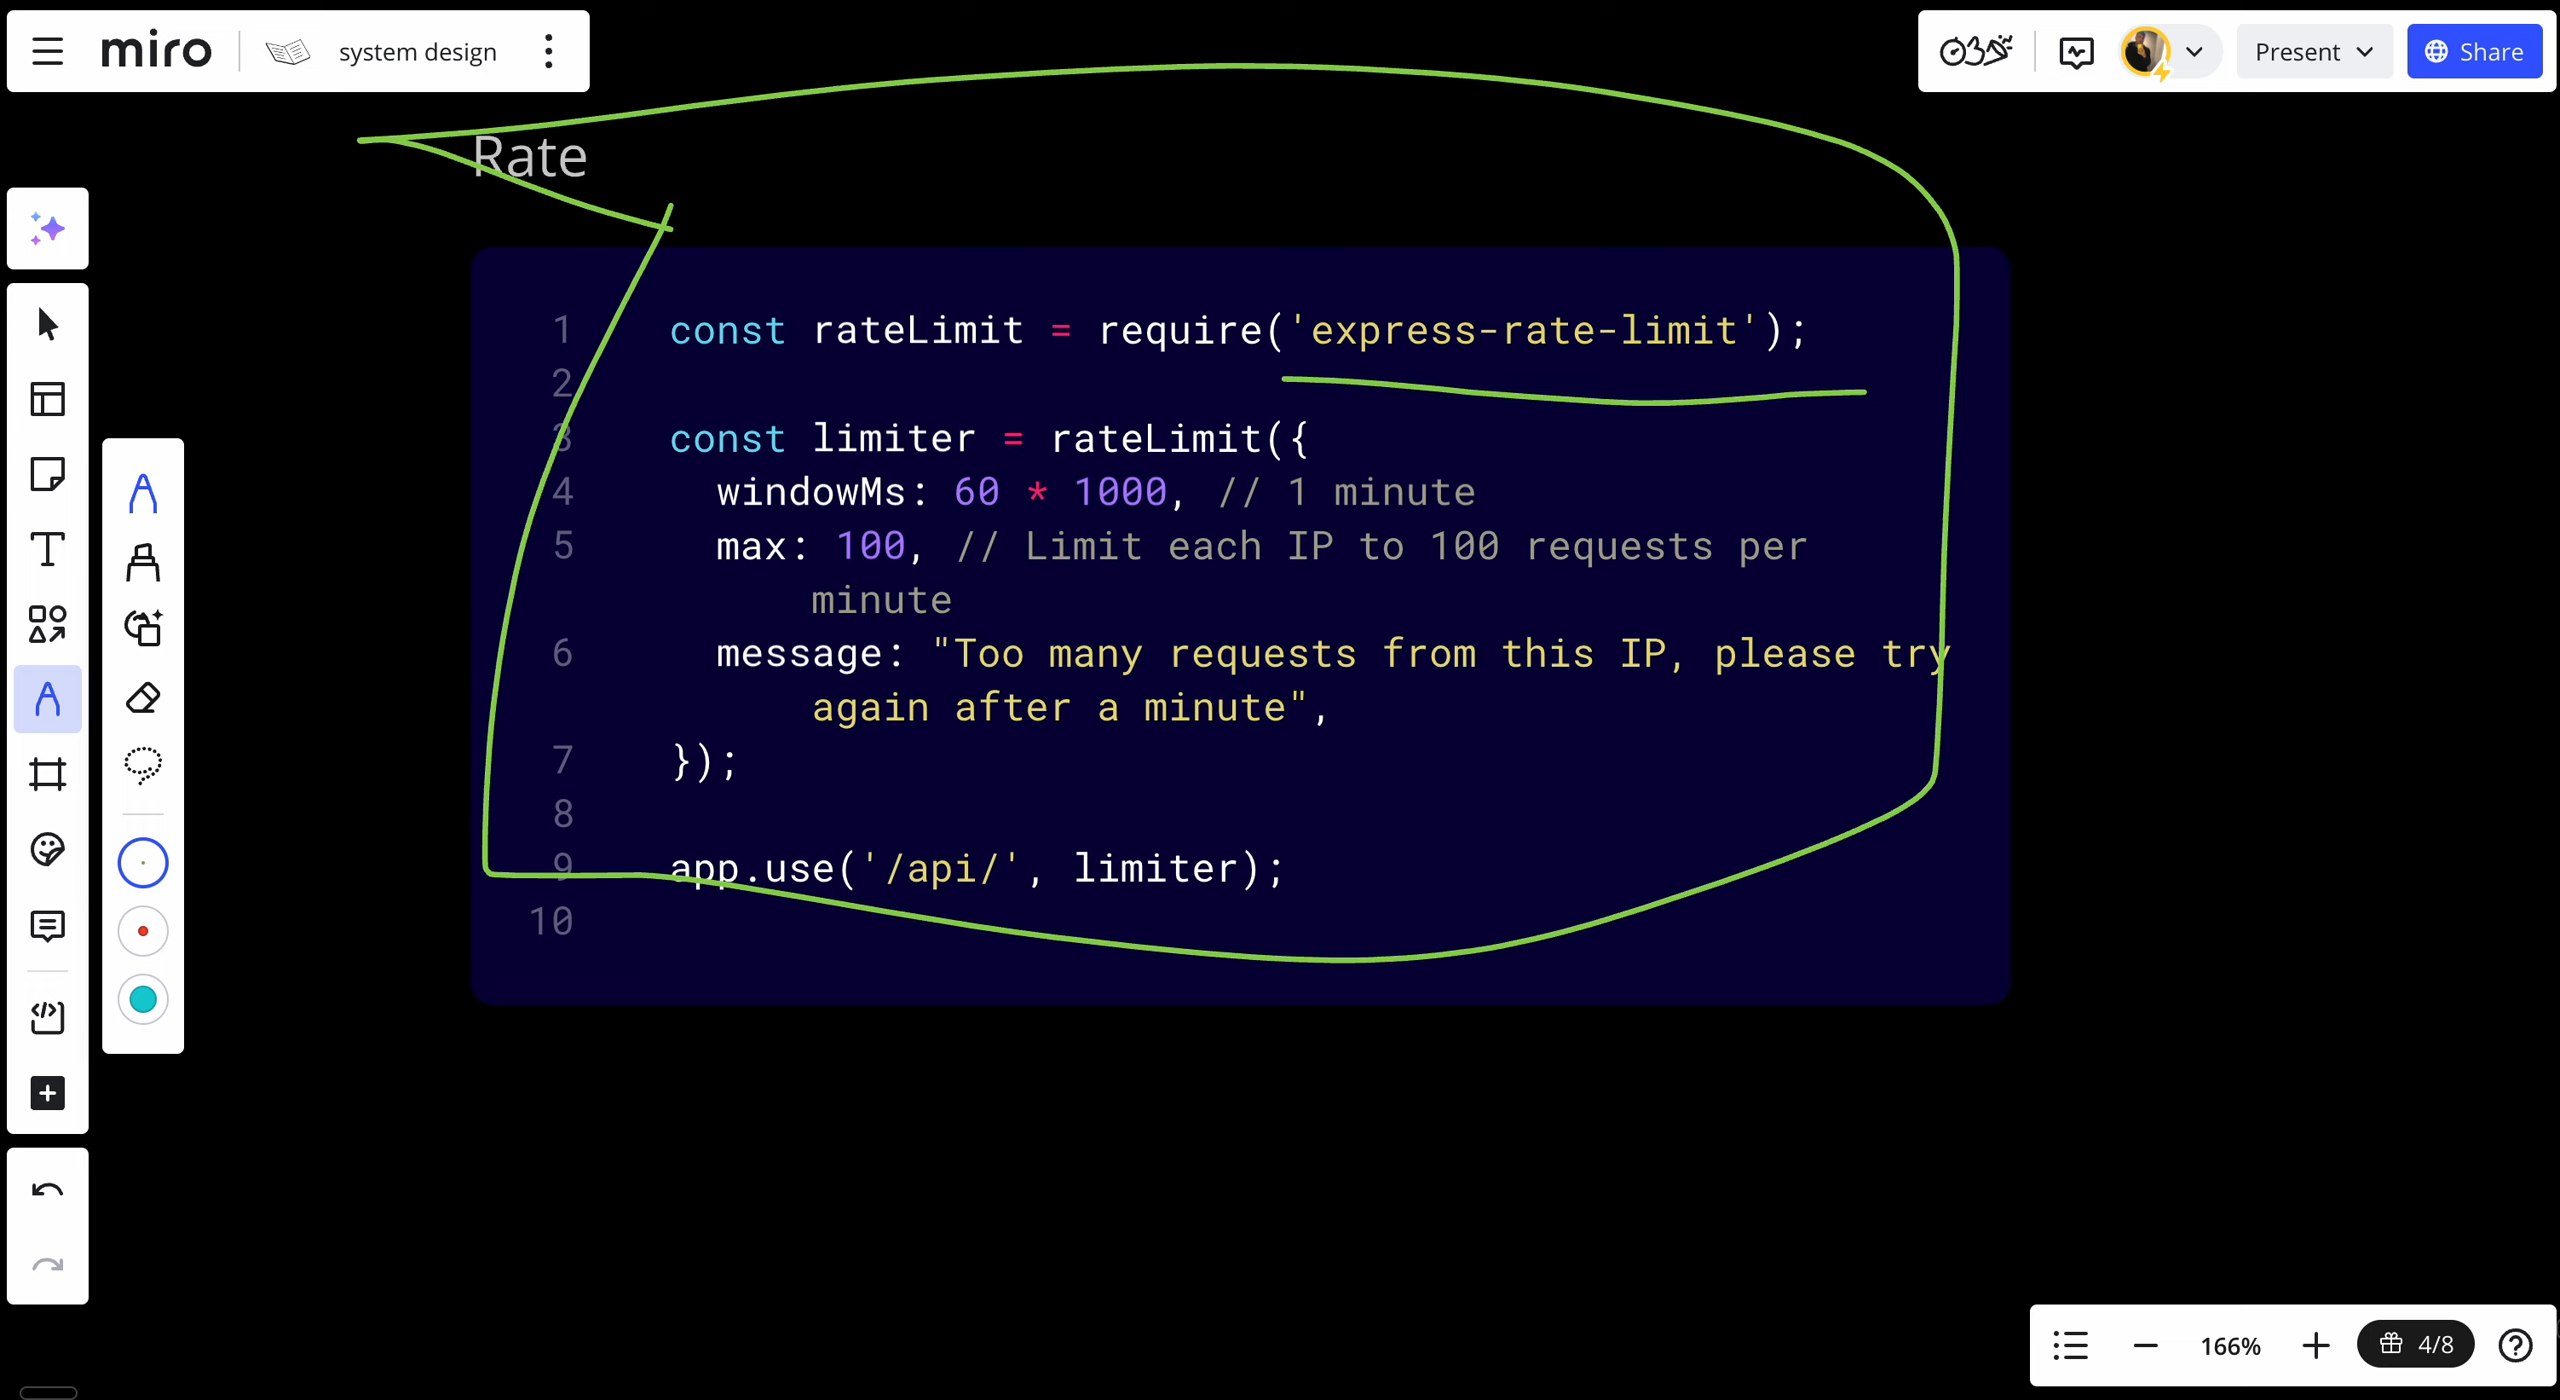 miro
system design
Present
Share
Rate
1 const rateLimit = require('express-rate-limit');
2
3 const limiter = rateLimit({
4 windowMs: 60 * 1000, // 1 minute
5 max: 100, // Limit each IP to 100 requests per
minute
6 message: "Too many requests from this IP, please try
again after a minute",
7 });
8
9 app.use('/api/', limiter);
10
166%
4/8